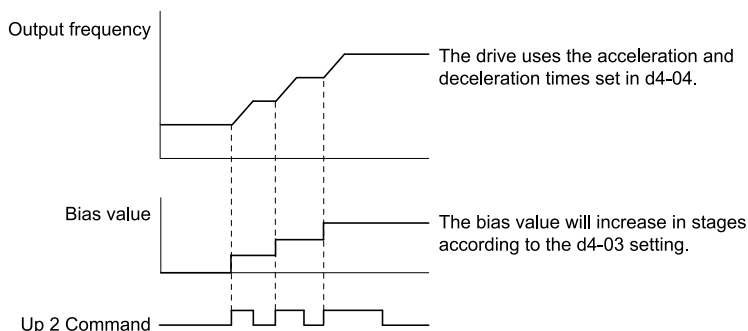 Output frequency
The drive uses the acceleration and
deceleration times set in d4-04.
Bias value
The bias value will increase in stages
according to the d4-03 setting.
Up 2 Command